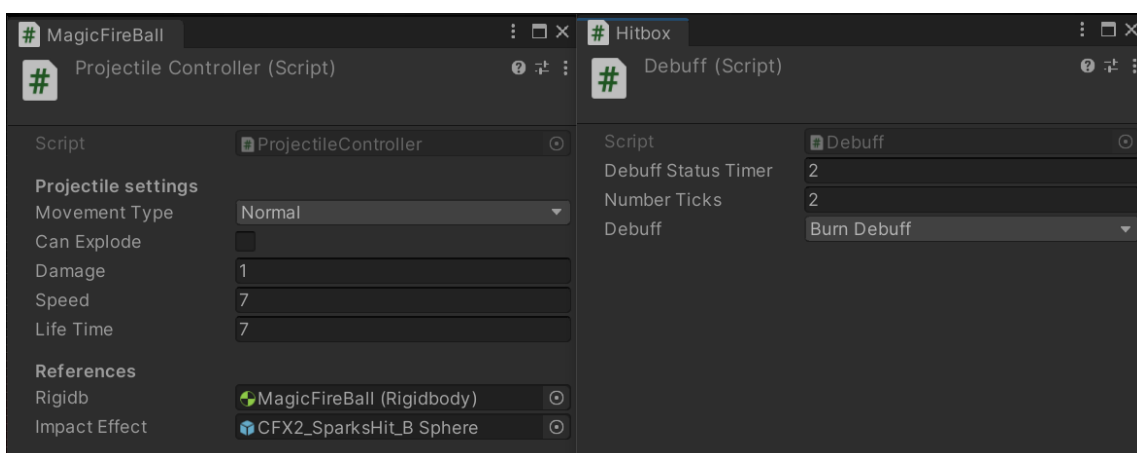 MagicFireBall
Projectile Controller (Script)
Script ProjectileController
Projectile settings
Movement Type Normal
Can Explode
Damage 1
Speed 7
Life Time 7
References
Rigidb MagicFireBall (Rigidbody)
Impact Effect CFX2_SparksHit_B Sphere
Hitbox
Debuff (Script)
Script Debuff
Debuff Status Timer 2
Number Ticks 2
Debuff Burn Debuff